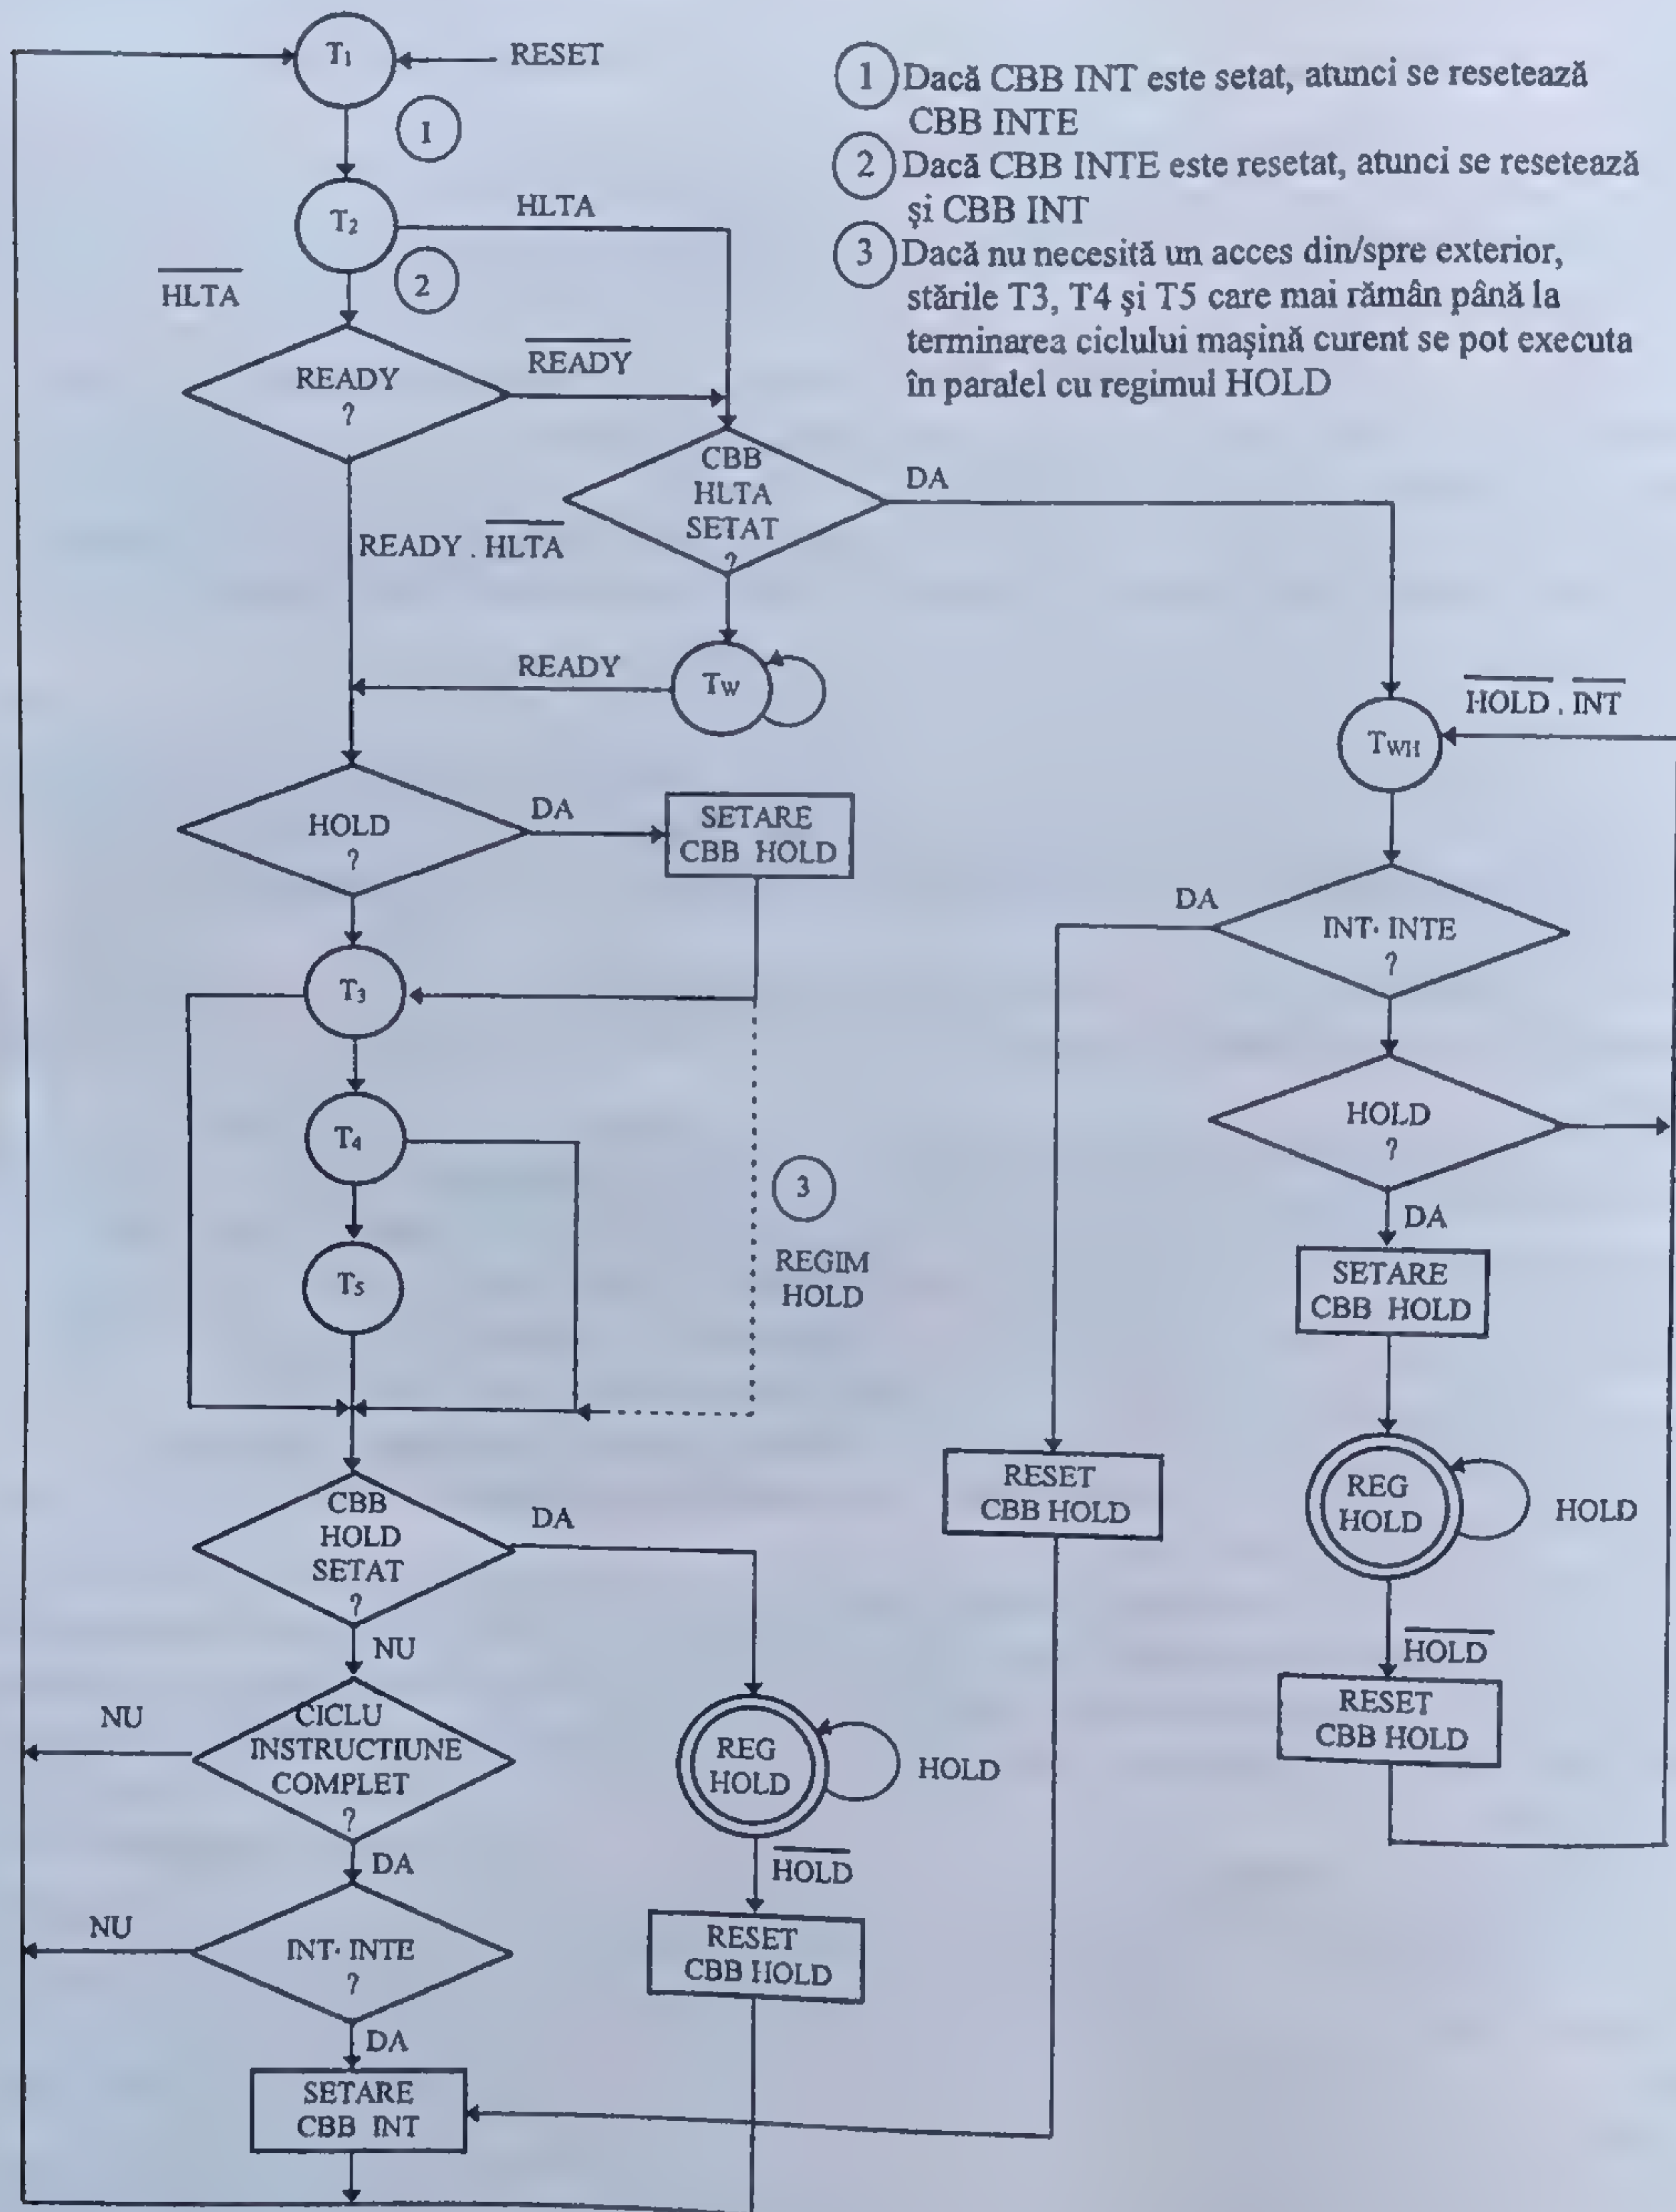 T1
RESET
1 Dacă CBB INT este setat, atunci se resetează
CBB INTE
1
2 Dacă CBB INTE este resetat, atunci se resetează
și CBB INT
T2
HLTA
2
3 Dacă nu necesită un acces din/spre exterior,
stările T3, T4 și T5 care mai rămân până la
terminarea ciclului mașină curent se pot executa
în paralel cu regimul HOLD
HLTA
READY
?
READY
CBB
HLTA
SETAT
?
DA
READY . HLTA
READY
TW
HOLD . INT
TWH
HOLD
?
DA
SETARE
CBB HOLD
DA
INT· INTE
?
T3
HOLD
?
T4
3
REGIM
HOLD
DA
SETARE
CBB HOLD
T5
RESET
CBB HOLD
REG
HOLD
HOLD
CBB
HOLD
SETAT
?
DA
NU
HOLD
RESET
CBB HOLD
NU
CICLU
INSTRUCTIUNE
COMPLET
?
REG
HOLD
HOLD
DA
HOLD
NU
INT· INTE
?
RESET
CBB HOLD
DA
SETARE
CBB INT